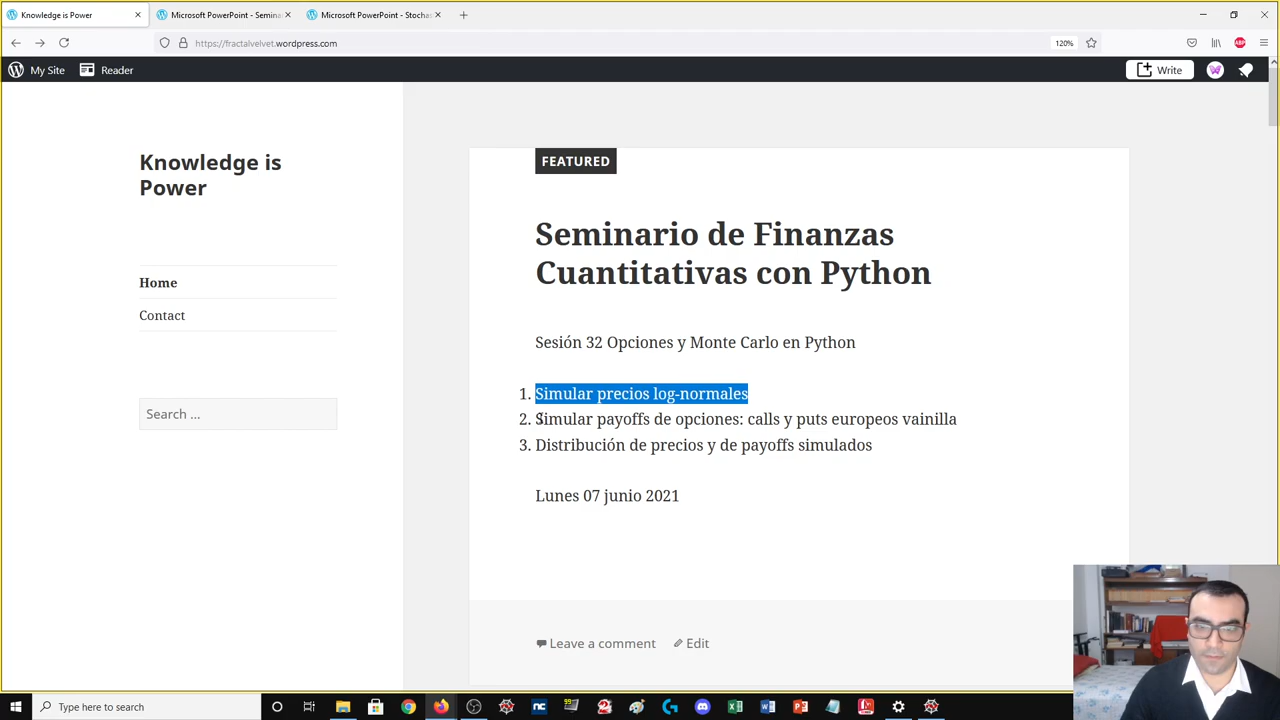 Knowledge is Power
Microsoft PowerPoint - Semina
Microsoft PowerPoint - Stochas
https://fractalvelvet.wordpress.com
120%
My Site
Reader
Write
Knowledge is
Power
Home
Contact
Search …
FEATURED
Seminario de Finanzas
Cuantitativas con Python
Sesión 32 Opciones y Monte Carlo en Python
1. Simular precios log-normales
2. Simular payoffs de opciones: calls y puts europeos vainilla
3. Distribución de precios y de payoffs simulados
Lunes 07 junio 2021
Leave a comment
Edit
Type here to search